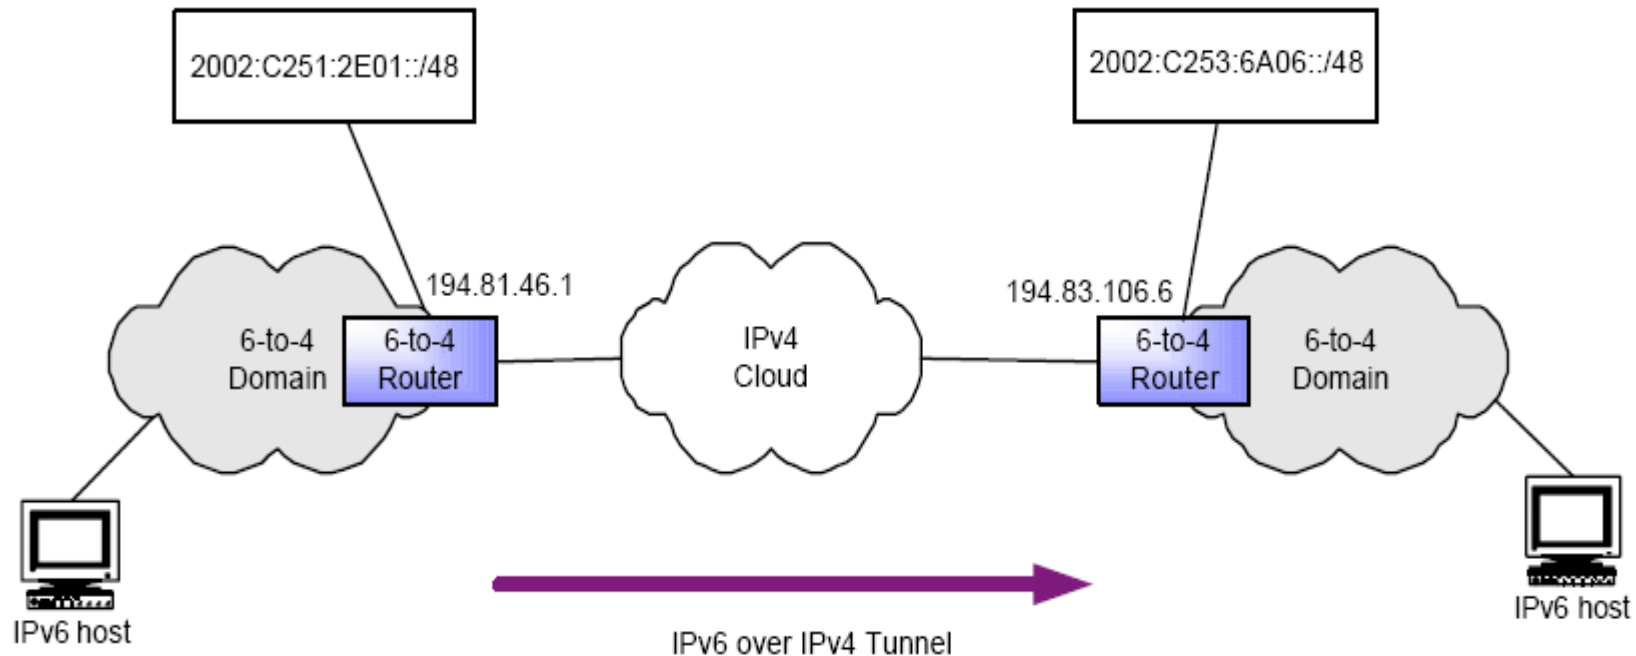 2002:C251:2E01::/48
2002:C253:6A06::/48
194.81.46.1
194.83.106.6
6-to-4
Domain
6-to-4
Router
IPv4
Cloud
6-to-4
Router
6-to-4
Domain
IPv6 host
IPv6 host
IPv6 over IPv4 Tunnel